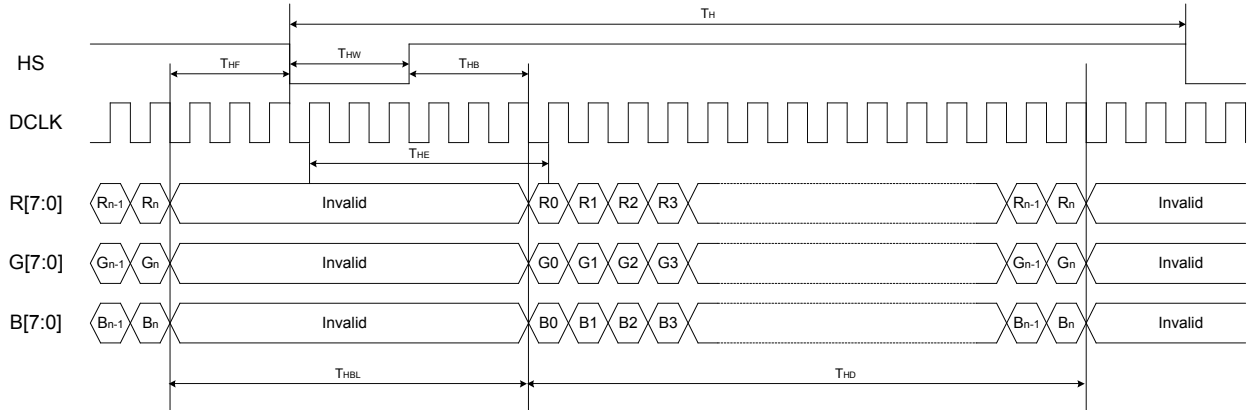 TH
HS
THF THW THB
DCLK
THE
R[7:0] Rn-1 Rn Invalid R0 R1 R2 R3 Rn-1 Rn Invalid
G[7:0] Gn-1 Gn Invalid G0 G1 G2 G3 Gn-1 Gn Invalid
B[7:0] Bn-1 Bn Invalid B0 B1 B2 B3 Bn-1 Bn Invalid
THBL THD